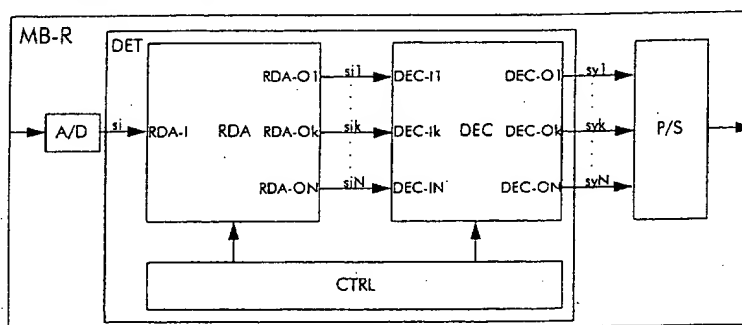 MB-R
DET
A/D
si
RDA-I
RDA
RDA-O1
RDA-Ok
RDA-ON
si1
sik
siN
DEC-I1
DEC-Ik
DEC-IN
DEC
DEC-O1
DEC-Ok
DEC-ON
sy1
syk
syN
P/S
CTRL